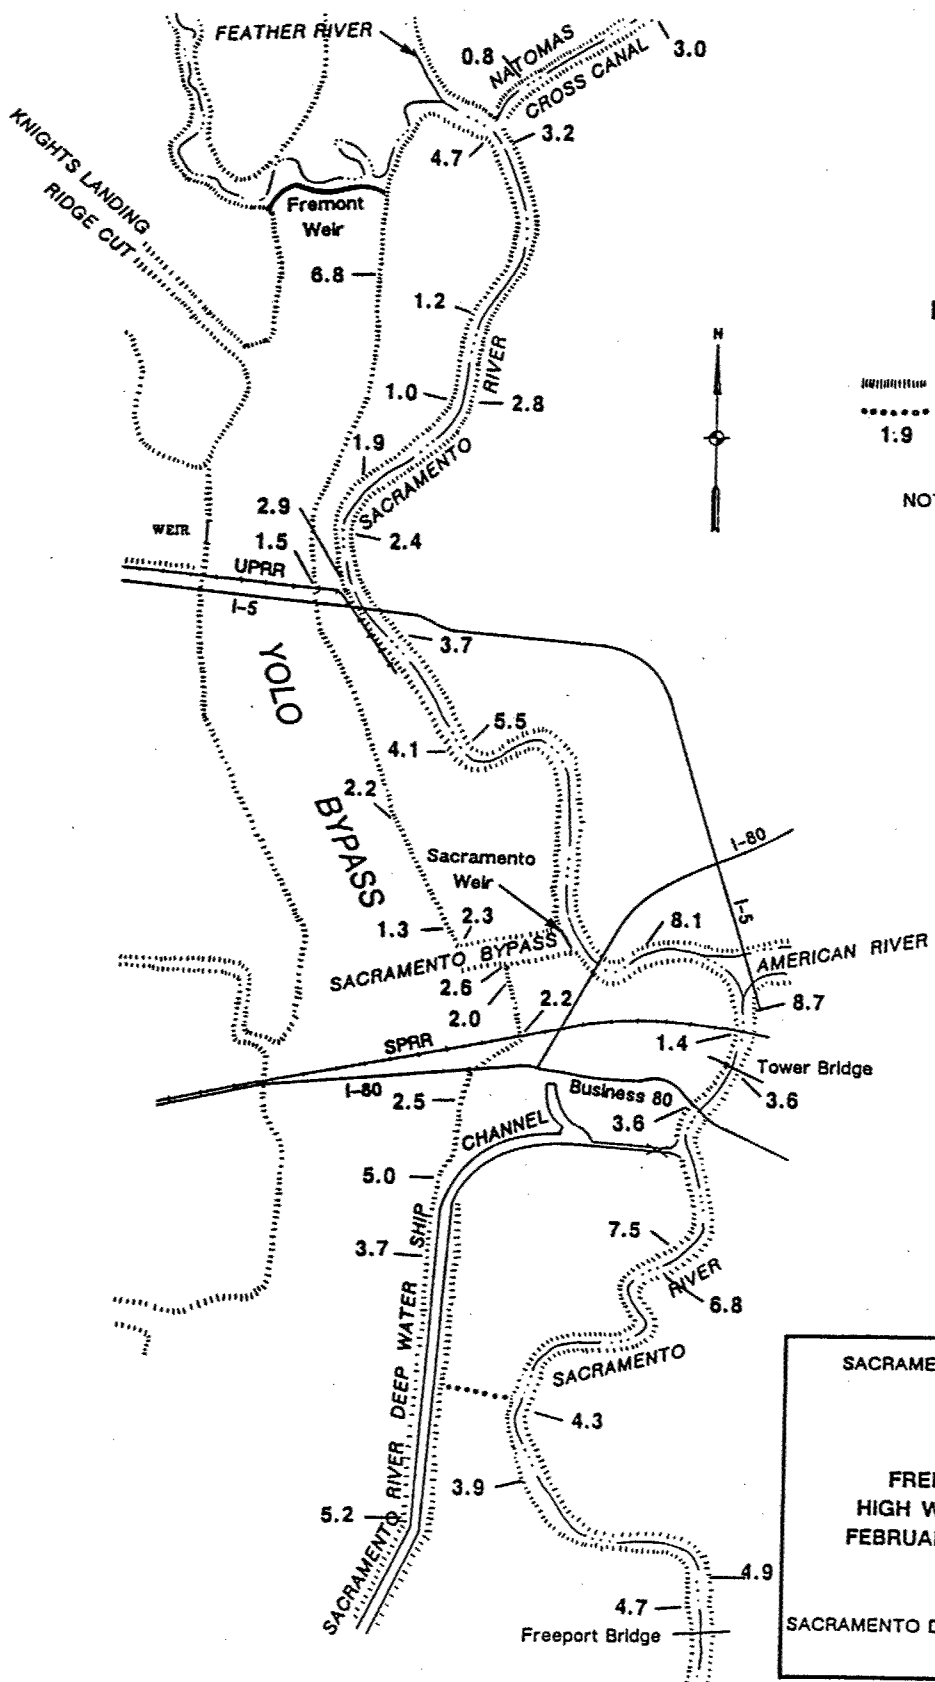 FEATHER RIVER
0.8
NATOMAS
CROSS CANAL
3.0
KNIGHTS LANDING
RIDGE CUT
4.7
3.2
Fremont
Weir
6.8
1.2
RIVER
1.0
2.8
N
1.9
1.9
SACRAMENTO
NOT
2.9
WEIR
1.5
2.4
UPRR
I-5
3.7
YOLO
BYPASS
5.5
4.1
2.2
I-80
Sacramento
Weir
I-5
2.3
1.3
8.1
SACRAMENTO BYPASS
AMERICAN RIVER
2.6
2.0
2.2
8.7
SPRR
1.4
Tower Bridge
I-80
Business 80
2.5
3.6
3.6
CHANNEL
5.0
SHIP
3.7
7.5
RIVER
6.8
DEEP WATER
SACRAMENTO
SACRAMENTO RIVER
4.3
3.9
5.2
4.9
4.7
Freeport Bridge
SACRAME
FREE
HIGH W
FEBRUAR
SACRAMENTO D